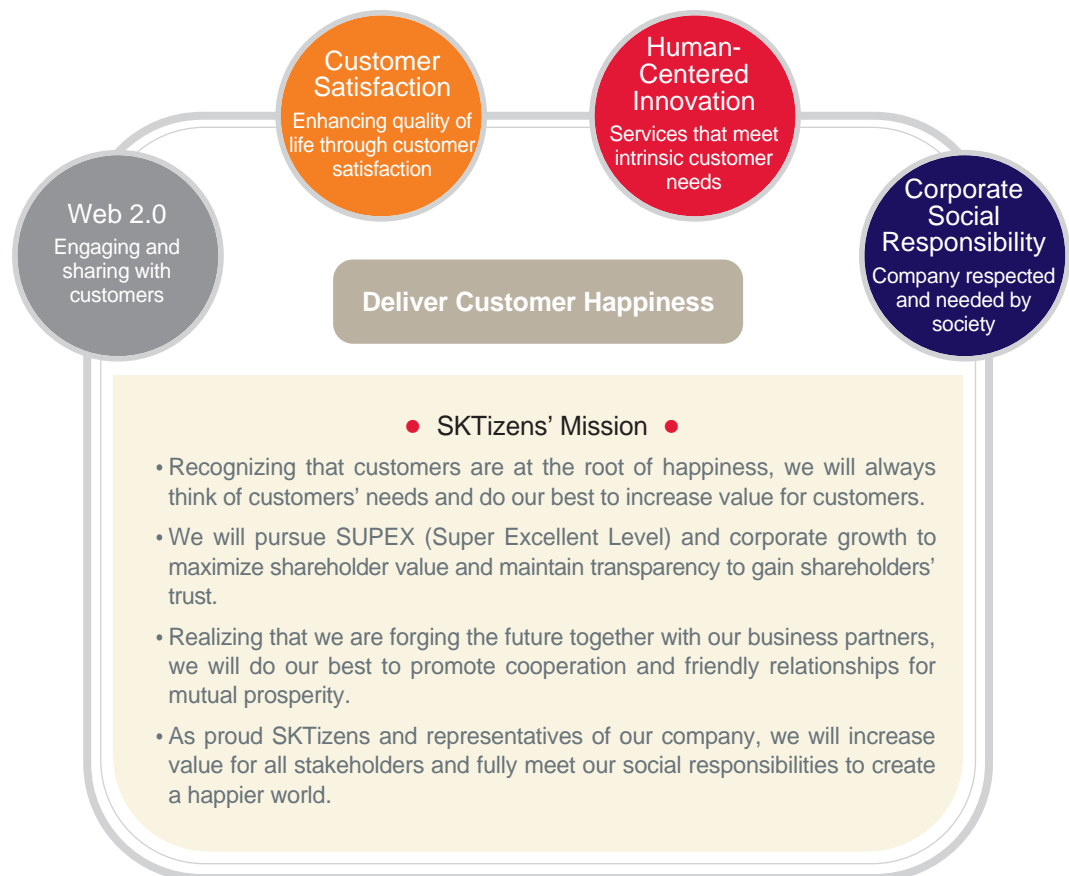 Web 2.0
Engaging and
sharing with
customers
Customer
Satisfaction
Enhancing quality of
life through customer
satisfaction
Human-
Centered
Innovation
Services that meet
intrinsic customer
needs
Corporate
Social
Responsibility
Company respected
and needed by
society
Deliver Customer Happiness
• SKTizens’ Mission •
• Recognizing that customers are at the root of happiness, we will always
think of customers’ needs and do our best to increase value for customers.
• We will pursue SUPEX (Super Excellent Level) and corporate growth to
maximize shareholder value and maintain transparency to gain shareholders’
trust.
• Realizing that we are forging the future together with our business partners,
we will do our best to promote cooperation and friendly relationships for
mutual prosperity.
• As proud SKTizens and representatives of our company, we will increase
value for all stakeholders and fully meet our social responsibilities to create
a happier world.